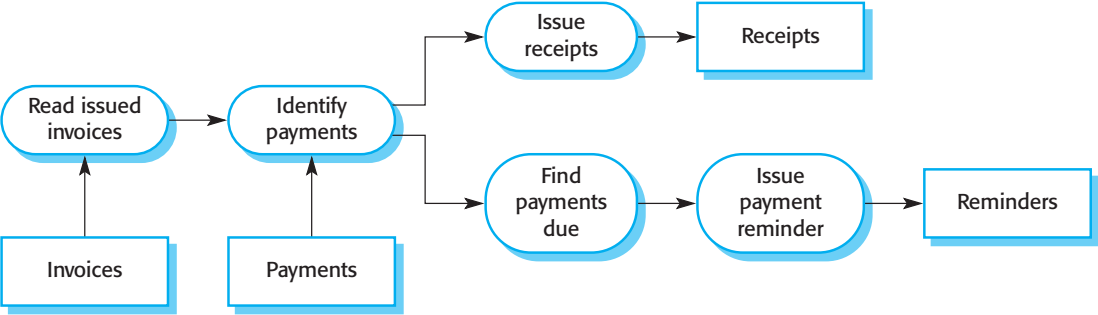 Issue
receipts
Receipts
Read issued
invoices
Identify
payments
Find
payments
due
Issue
payment
reminder
Reminders
Invoices
Payments